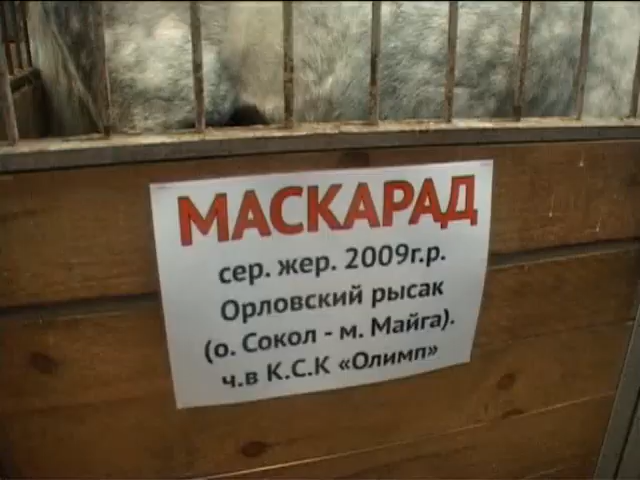 МАСКАРАД
сер. жер. 2009г.р.
Орловский рысак
(о. Сокол - м. Майга).
ч.в К.С.К «Олимп»